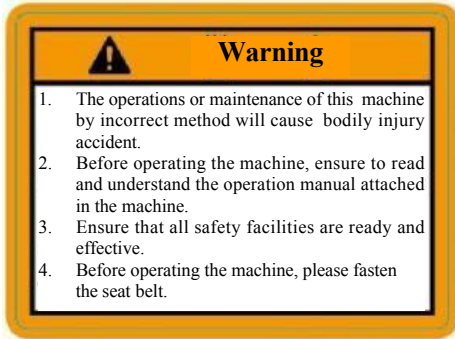 Warning
1. The operations or maintenance of this machine
by incorrect method will cause bodily injury
accident.
2. Before operating the machine, ensure to read
and understand the operation manual attached
in the machine.
3. Ensure that all safety facilities are ready and
effective.
4. Before operating the machine, please fasten
the seat belt.